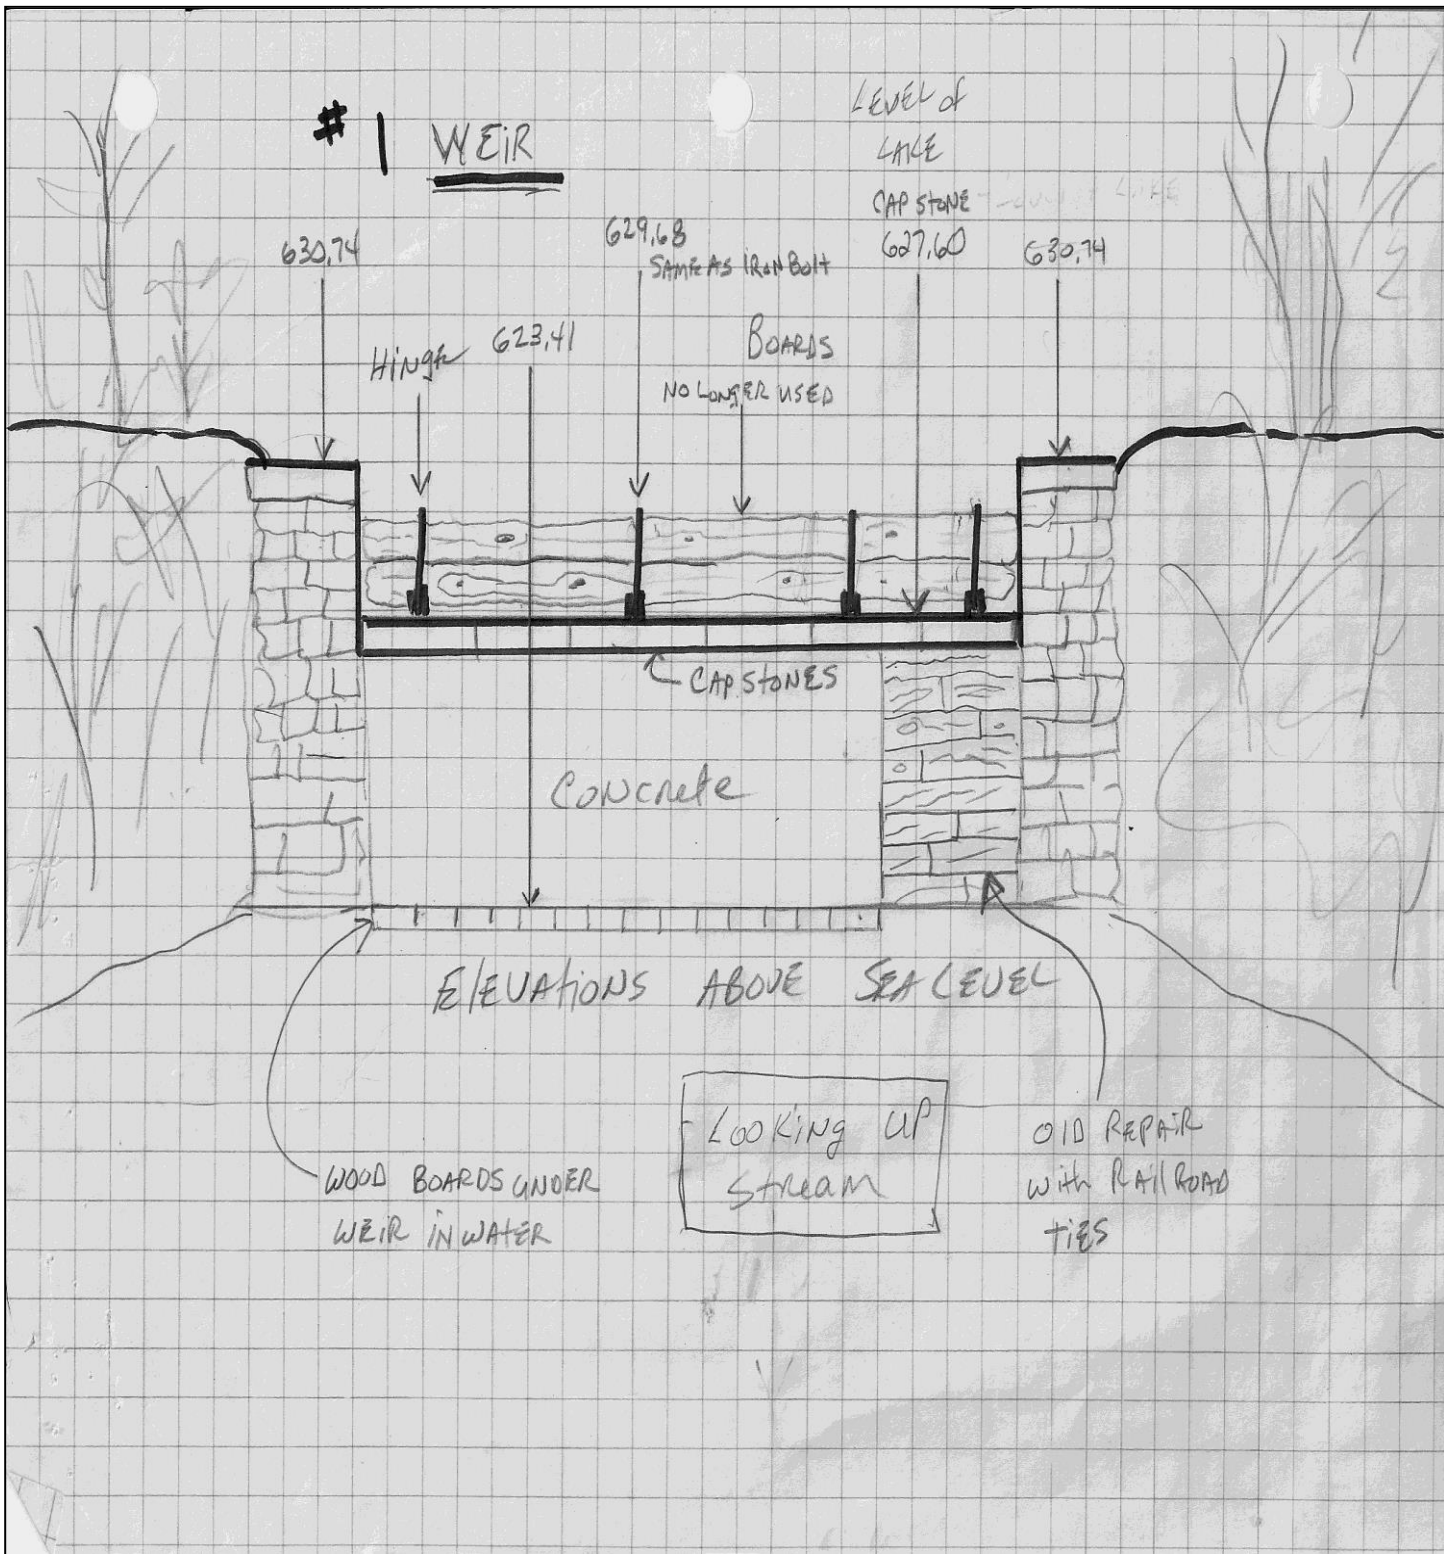 #1 WEiR
LEVEL of
LAKE
CAP STONE
627.60
630.74
629.68
SAME AS IRON BOlt
630.74
HiNgE
623.41
BOARDS
NO LONGER USED
CAP StONES
CONCRete
ElEVAtiONS ABOVE SEA LEVEL
LOOKiNg UP
StReam
OlD REPAiR
With RAil ROAD
tiES
WOOD BOARDS UNDER
WEiR iN WAtER